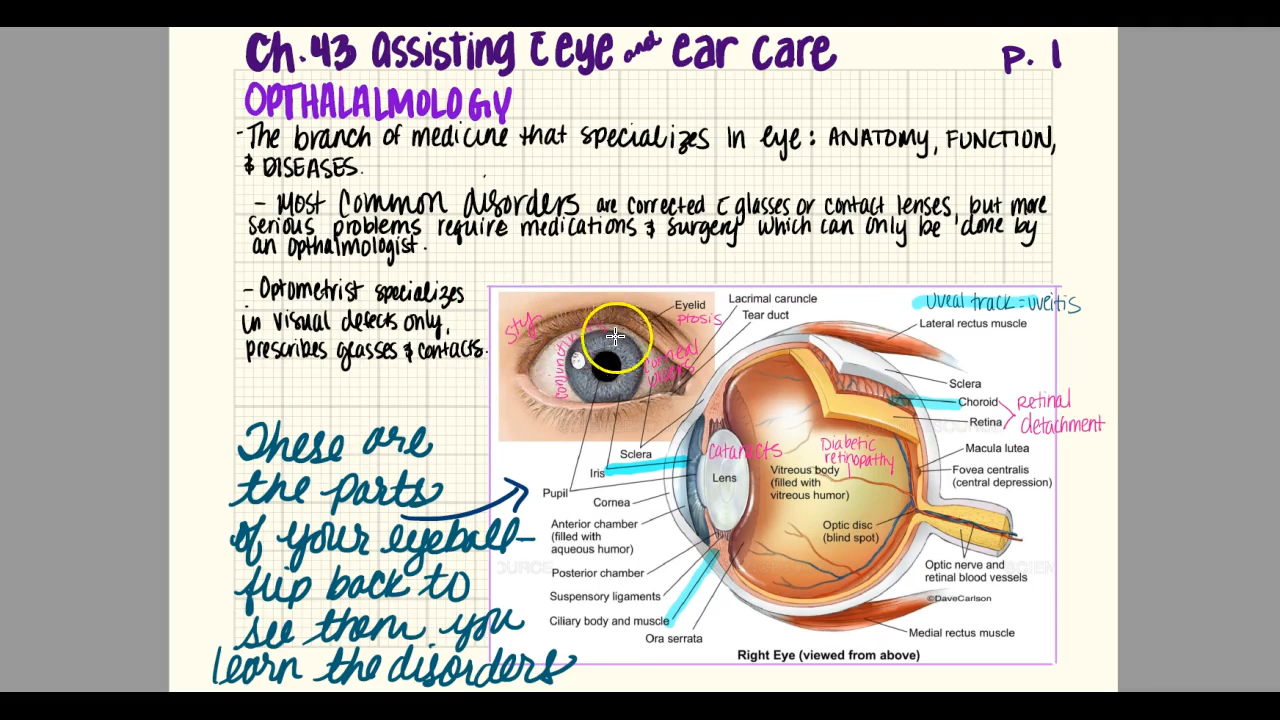 Ch. 43 Assisting c̄ eye and ear care
p. 1
OPTHALALMOLOGY
- The branch of medicine that specializes in eye: ANATOMY, FUNCTION,
& DISEASES.
- Most common disorders are corrected c̄ glasses or contact lenses, but more
serious problems require medications & surgery which can only be done by
an opthalmologist.
- Optometrist specializes
in visual defects only,
prescribes glasses & contacts.
These are
the parts
of your eyeball -
flip back to
see them you
learn the disorders
Eyelid
ptosis
sty
conjunctiv
corneal
ulcers
Lacrimal caruncle
Tear duct
Uveal track = uveitis
Lateral rectus muscle
Sclera
Choroid
Retina
Retinal
detachment
Macula lutea
Fovea centralis
(central depression)
Sclera
Iris
Pupil
Cornea
Anterior chamber
(filled with
aqueous humor)
Posterior chamber
Suspensory ligaments
Ciliary body and muscle
Ora serrata
cataracts
Lens
Diabetic
retinopathy
Vitreous body
(filled with
vitreous humor)
Optic disc
(blind spot)
Optic nerve and
retinal blood vessels
©DaveCarlson
Medial rectus muscle
Right Eye (viewed from above)